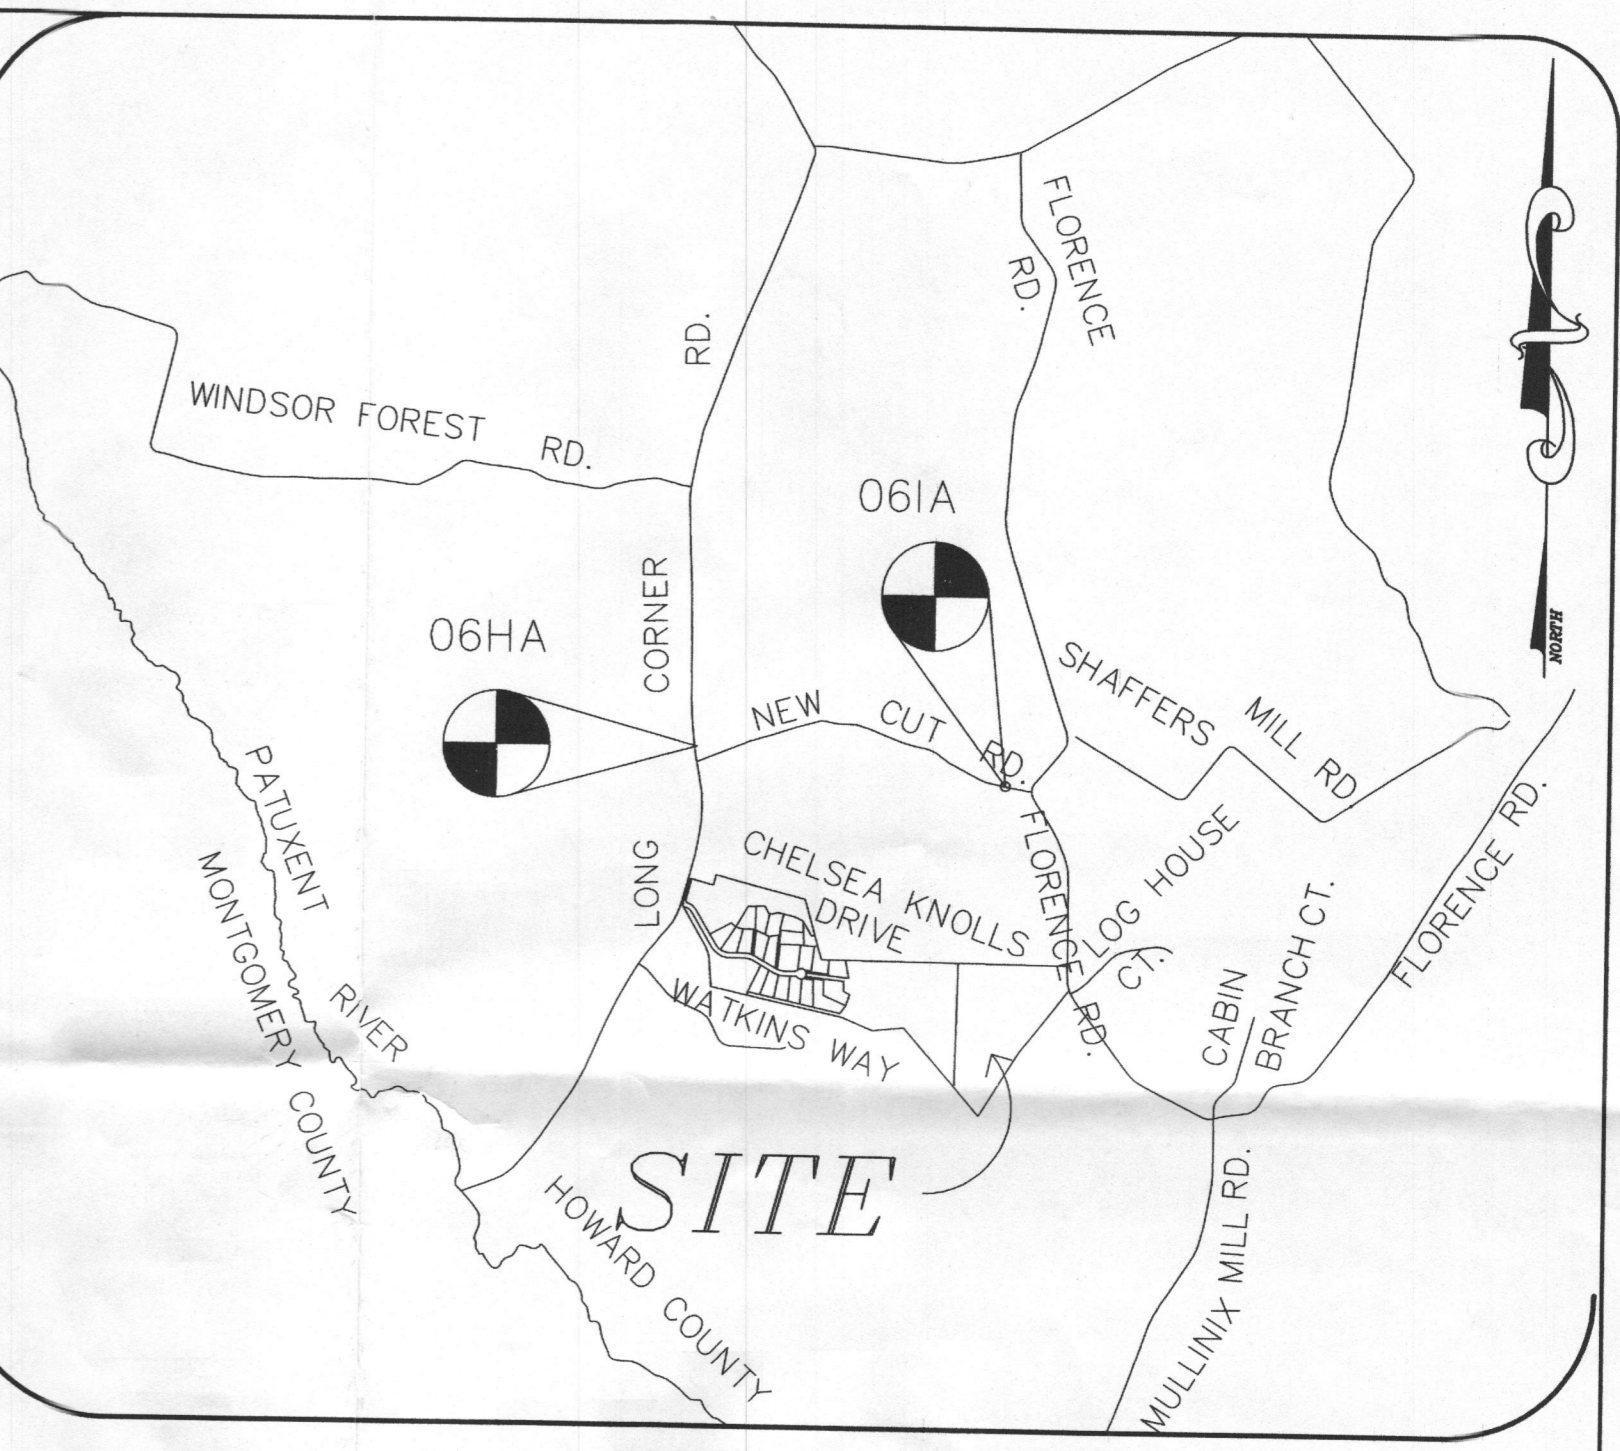 FLORENCE
RD.
RD.
WINDSOR FOREST RD.
06IA
CORNER
06HA
NORTH
SHAFFERS MILL RD
NEW CUT RD.
PATUXENT
RIVER
MONTGOMERY COUNTY
LONG
CHELSEA KNOLLS
DRIVE
FLORENCE RD.
LOG HOUSE
CT.
FLORENCE RD.
CABIN
BRANCH CT.
WATKINS WAY
SITE
HOWARD COUNTY
MULLINIX MILL RD.